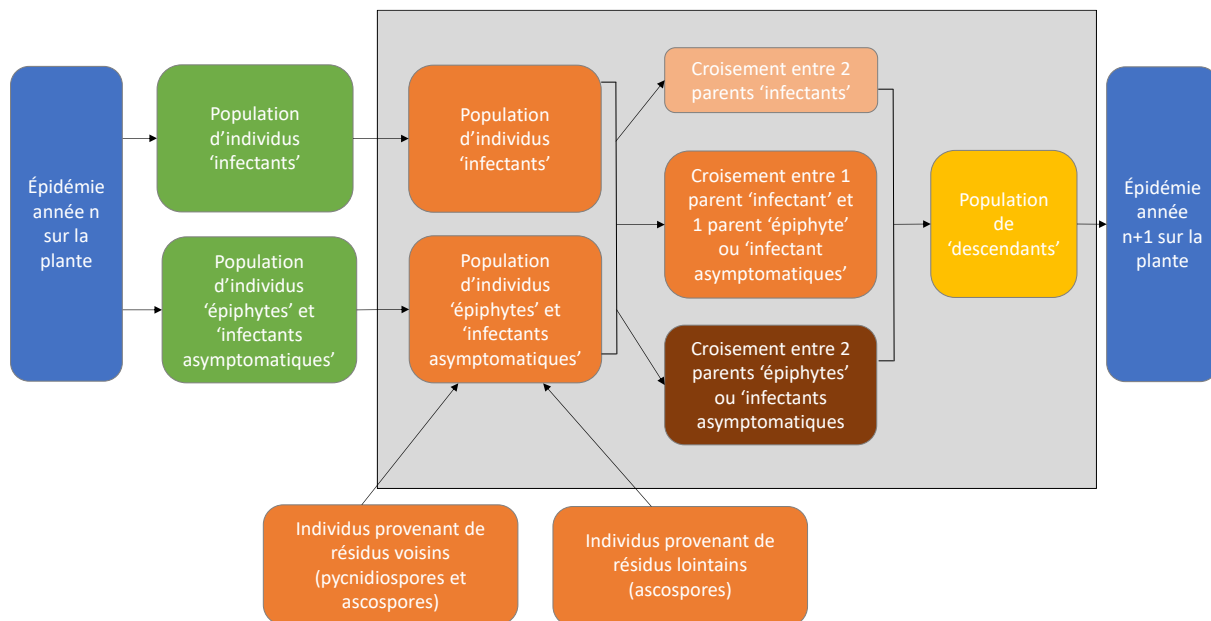 Épidémie
année n
sur la
plante
Population
d’individus
‘infectants’
Population
d’individus
‘épiphytes’ et
‘infectants
asymptomatiques’
Population
d’individus
‘infectants’
Population
d’individus
‘épiphytes’ et
‘infectants
asymptomatiques’
Croisement entre 2
parents ‘infectants’
Croisement entre 1
parent ‘infectant’ et
1 parent ‘épiphyte’
ou ‘infectant
asymptomatiques’
Croisement entre 2
parents ‘épiphytes’
ou ‘infectants
asymptomatiques
Population
de
‘descendants’
Épidémie
année
n+1 sur la
plante
Individus provenant de
résidus voisins
(pycnidiospores et
ascospores)
Individus provenant de
résidus lointains
(ascospores)